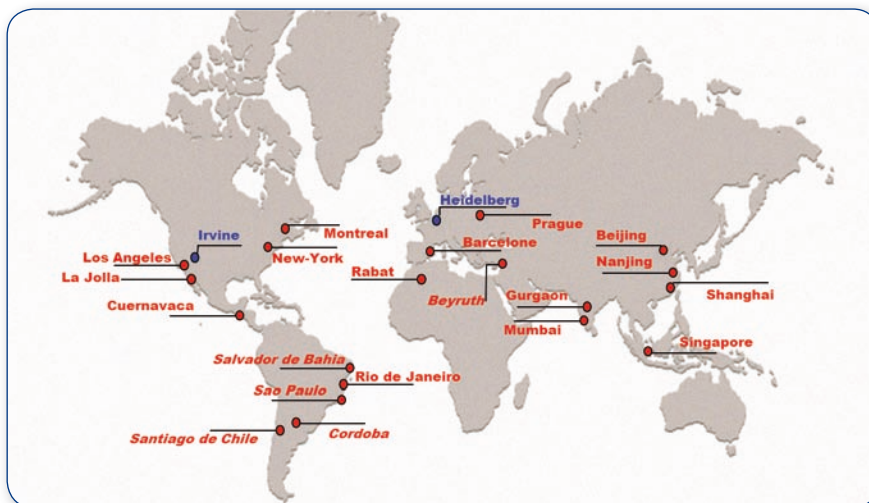 Heidelberg
Prague
Montreal
Irvine
Barcelone
Beijing
New-York
Los Angeles
Nanjing
La Jolla
Rabat
Beyruth
Gurgaon
Shanghai
Cuernavaca
Mumbai
Singapore
Salvador de Bahia
Rio de Janeiro
Sao Paulo
Santiago de Chile
Cordoba